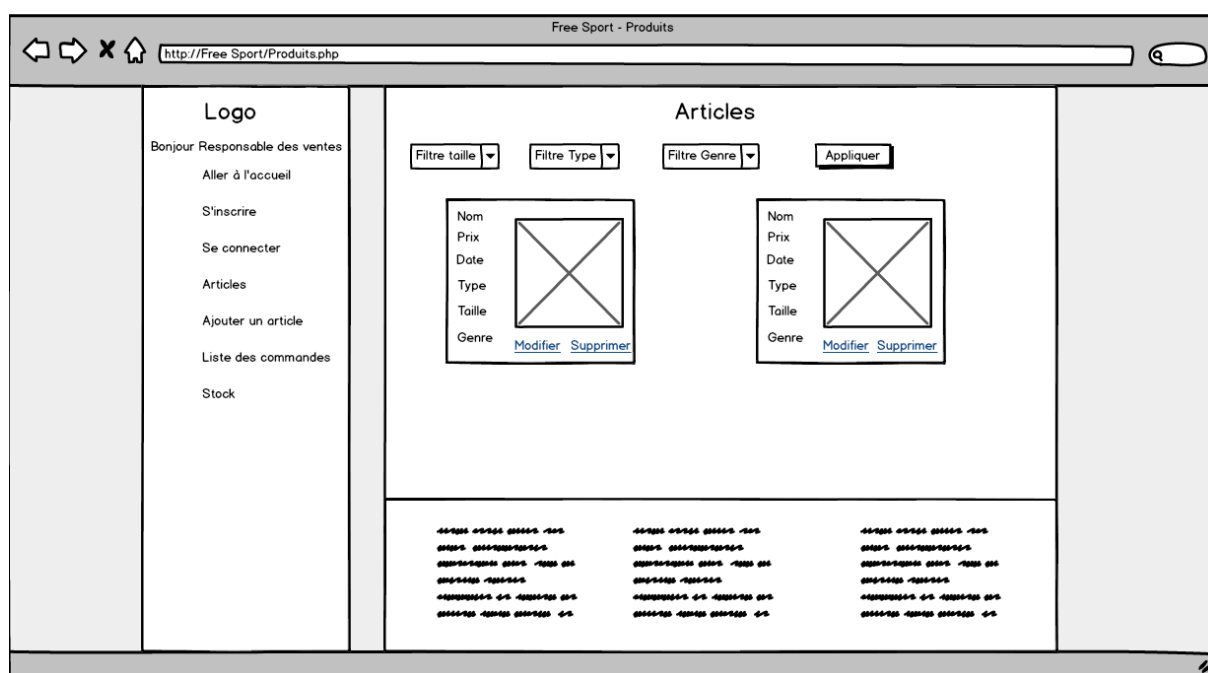 Free Sport - Produits
http://Free Sport/Produits.php
Logo
Bonjour Responsable des ventes
Aller à l'accueil
S'inscrire
Se connecter
Articles
Ajouter un article
Liste des commandes
Stock
Articles
Filtre taille
Filtre Type
Filtre Genre
Appliquer
Nom
Prix
Date
Type
Taille
Genre
Modifier Supprimer
Nom
Prix
Date
Type
Taille
Genre
Modifier Supprimer